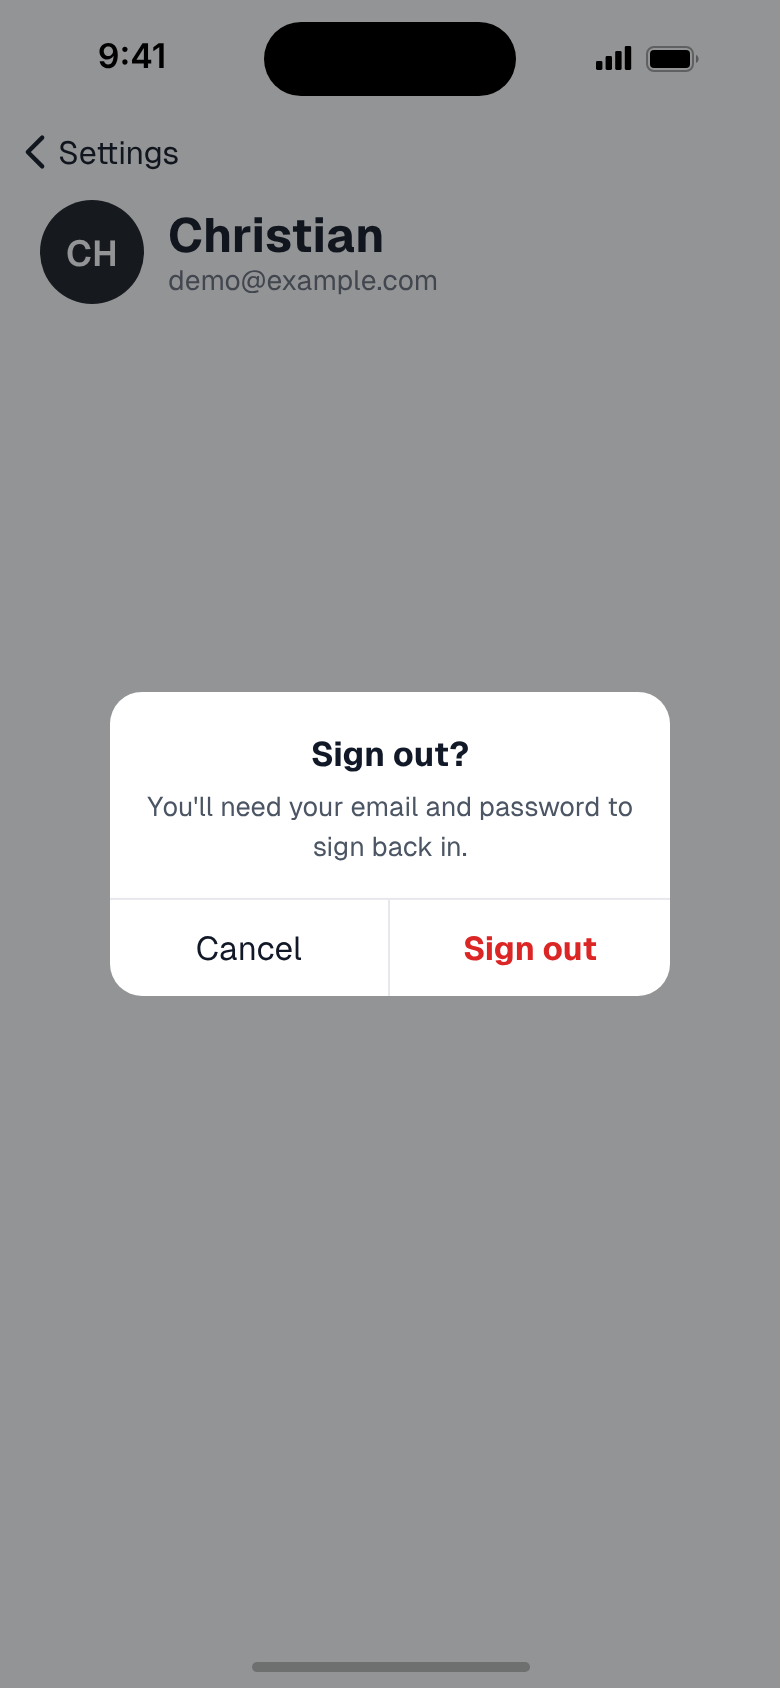 9:41
Settings
CH
Christian
demo@example.com
Sign out?
You'll need your email and password to
sign back in.
Cancel
Sign out